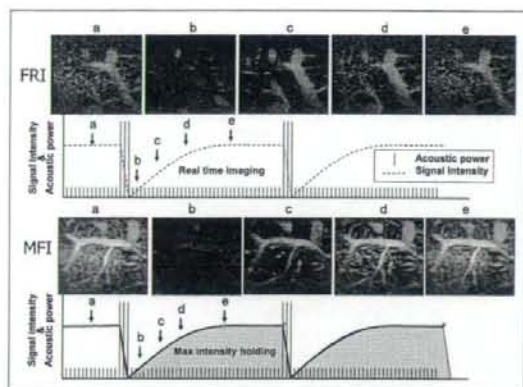 a b c d e
FRI
Signal Intensity & Acoustic power
a
b
c
d
e
Real time imaging
Acoustic power
Signal Intensity
a b c d e
MFI
Signal Intensity & Acoustic power
a
b
c
d
e
Max intensity holding